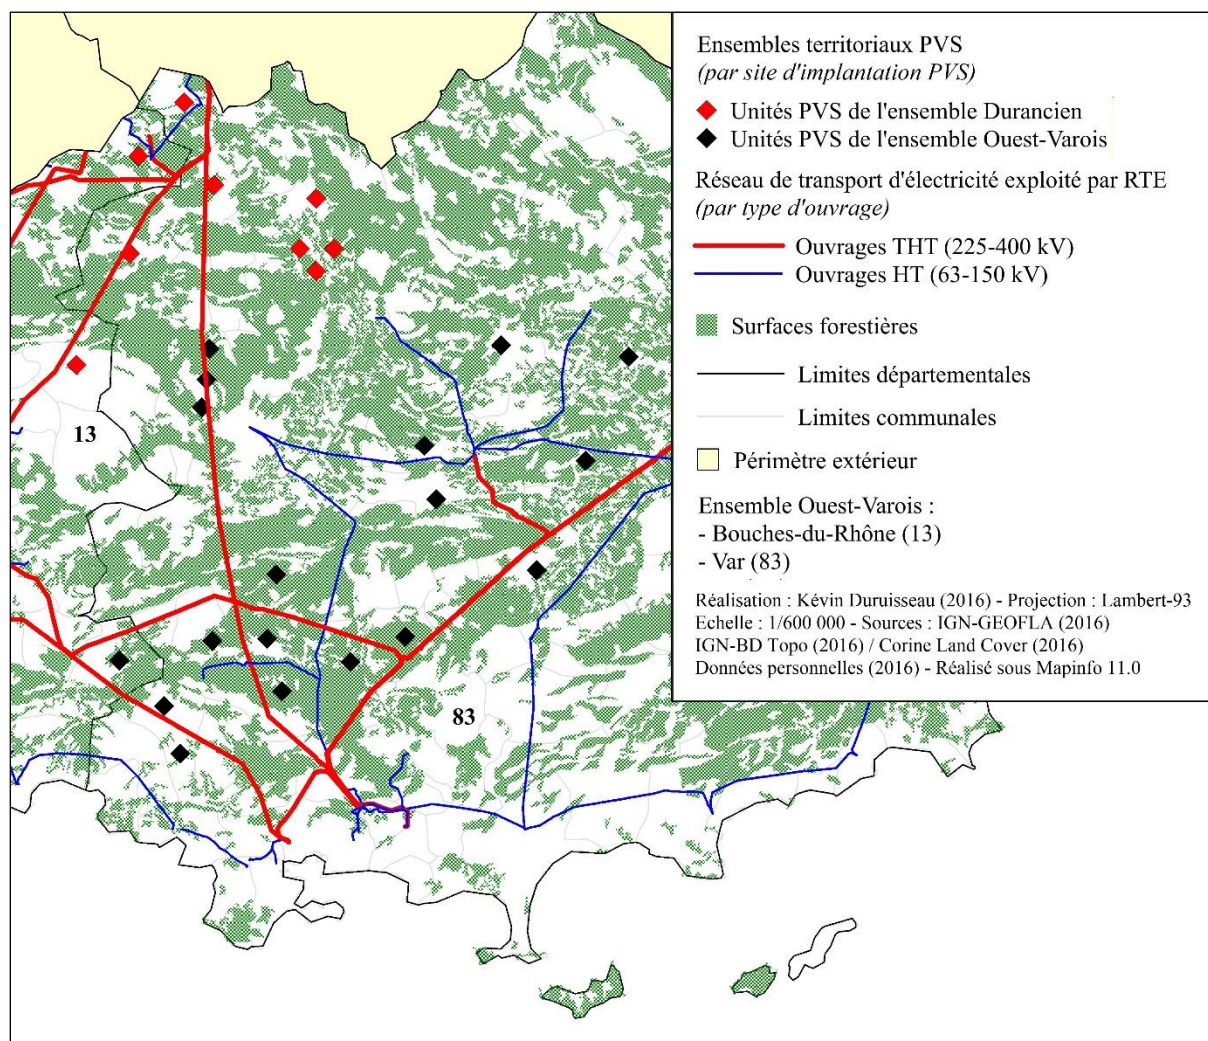 Ensembles territoriaux PVS
(par site d'implantation PVS)
Unités PVS de l'ensemble Durancien
Unités PVS de l'ensemble Ouest-Varois
Réseau de transport d'électricité exploité par RTE
(par type d'ouvrage)
Ouvrages THT (225-400 kV)
Ouvrages HT (63-150 kV)
Surfaces forestières
Limites départementales
Limites communales
Périmètre extérieur
Ensemble Ouest-Varois :
- Bouches-du-Rhône (13)
- Var (83)
Réalisation : Kévin Duruisseau (2016) - Projection : Lambert-93
Echelle : 1/600 000 - Sources : IGN-GEOFLA (2016)
IGN-BD Topo (2016) / Corine Land Cover (2016)
Données personnelles (2016) - Réalisé sous Mapinfo 11.0
13
83